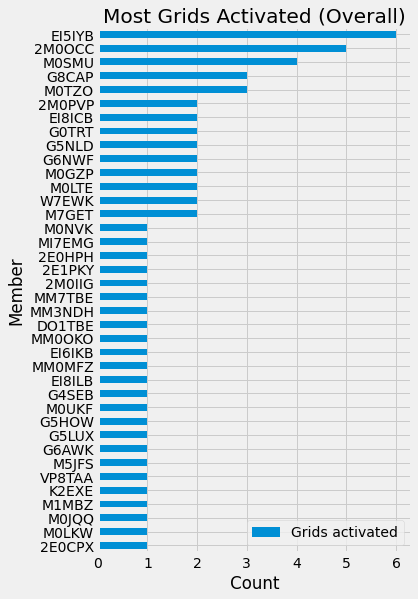 Most Grids Activated (Overall)
EI5IYB
2M0OCC
M0SMU
G8CAP
M0TZO
2M0PVP
EI8ICB
G0TRT
G5NLD
G6NWF
M0GZP
M0LTE
W7EWK
M7GET
M0NVK
MI7EMG
2E0HPH
2E1PKY
2M0IIG
MM7TBE
MM3NDH
DO1TBE
MM0OKO
EI6IKB
MM0MFZ
EI8ILB
G4SEB
M0UKF
G5HOW
G5LUX
G6AWK
M5JFS
VP8TAA
K2EXE
M1MBZ
M0JQQ
M0LKW
2E0CPX
Member
Grids activated
0 1 2 3 4 5 6
Count